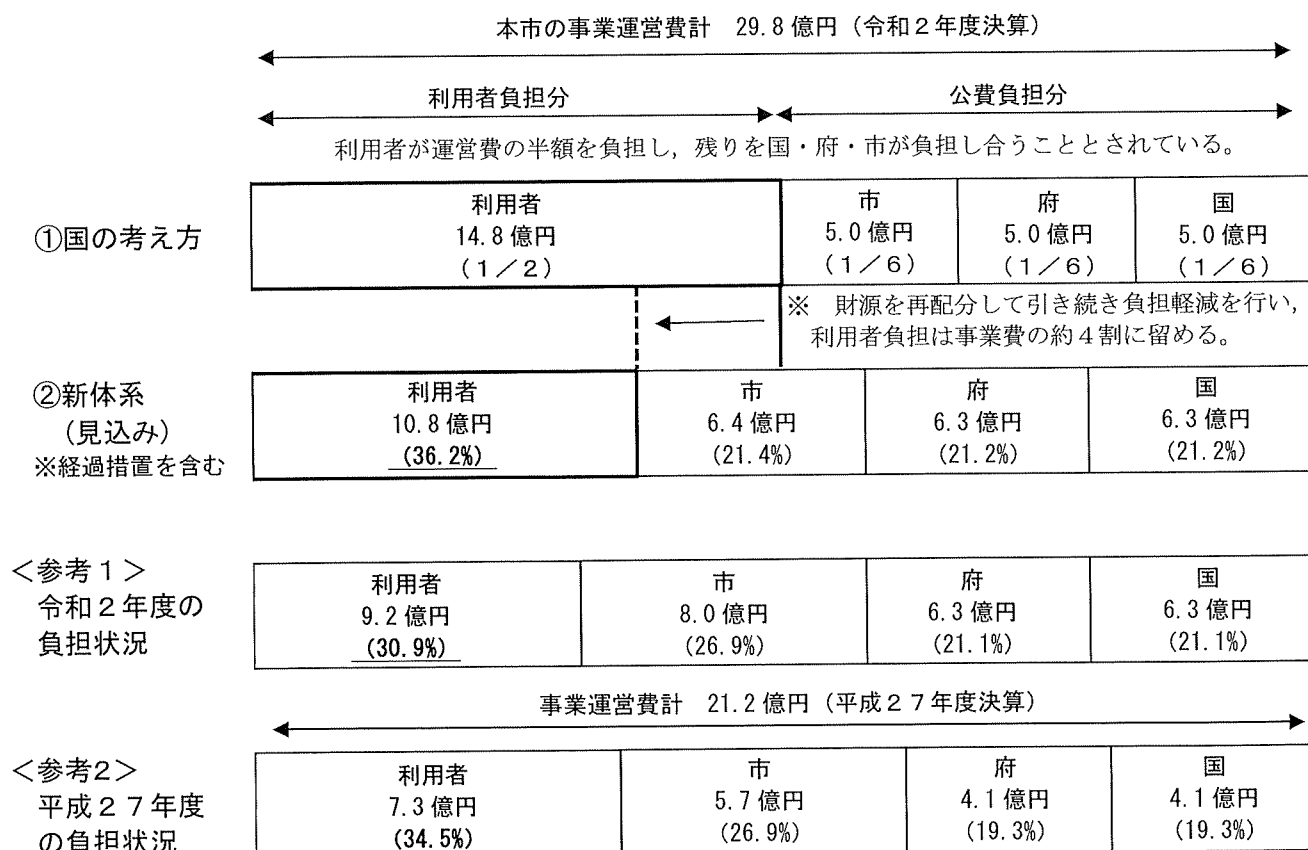 本市の事業運営費計　29.8億円（令和２年度決算）
利用者負担分
公費負担分
利用者が運営費の半額を負担し，残りを国・府・市が負担し合うこととされている。
①国の考え方
利用者
14.8億円
（１／２）
市
5.0億円
（１／６）
府
5.0億円
（１／６）
国
5.0億円
（１／６）
※　財源を再配分して引き続き負担軽減を行い，
利用者負担は事業費の約４割に留める。
②新体系
（見込み）
※経過措置を含む
利用者
10.8億円
(36.2%)
市
6.4億円
(21.4%)
府
6.3億円
(21.2%)
国
6.3億円
(21.2%)
＜参考１＞
令和２年度の
負担状況
利用者
9.2億円
(30.9%)
市
8.0億円
(26.9%)
府
6.3億円
(21.1%)
国
6.3億円
(21.1%)
事業運営費計　21.2億円（平成２７年度決算）
＜参考２＞
平成２７年度
の負担状況
利用者
7.3億円
(34.5%)
市
5.7億円
(26.9%)
府
4.1億円
(19.3%)
国
4.1億円
(19.3%)